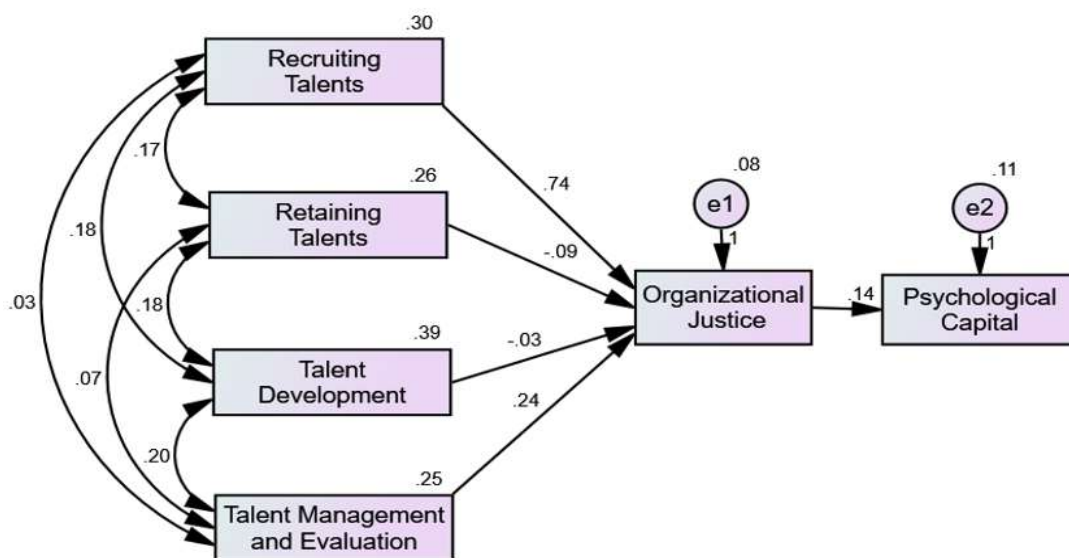 .30
Recruiting
Talents
.17
.26
Retaining
Talents
.74
.08
e1
1
.11
e2
1
.18
-.09
.03
.18
Organizational
Justice
.14
Psychological
Capital
.39
Talent
Development
-.03
.07
.24
.20
.25
Talent Management
and Evaluation